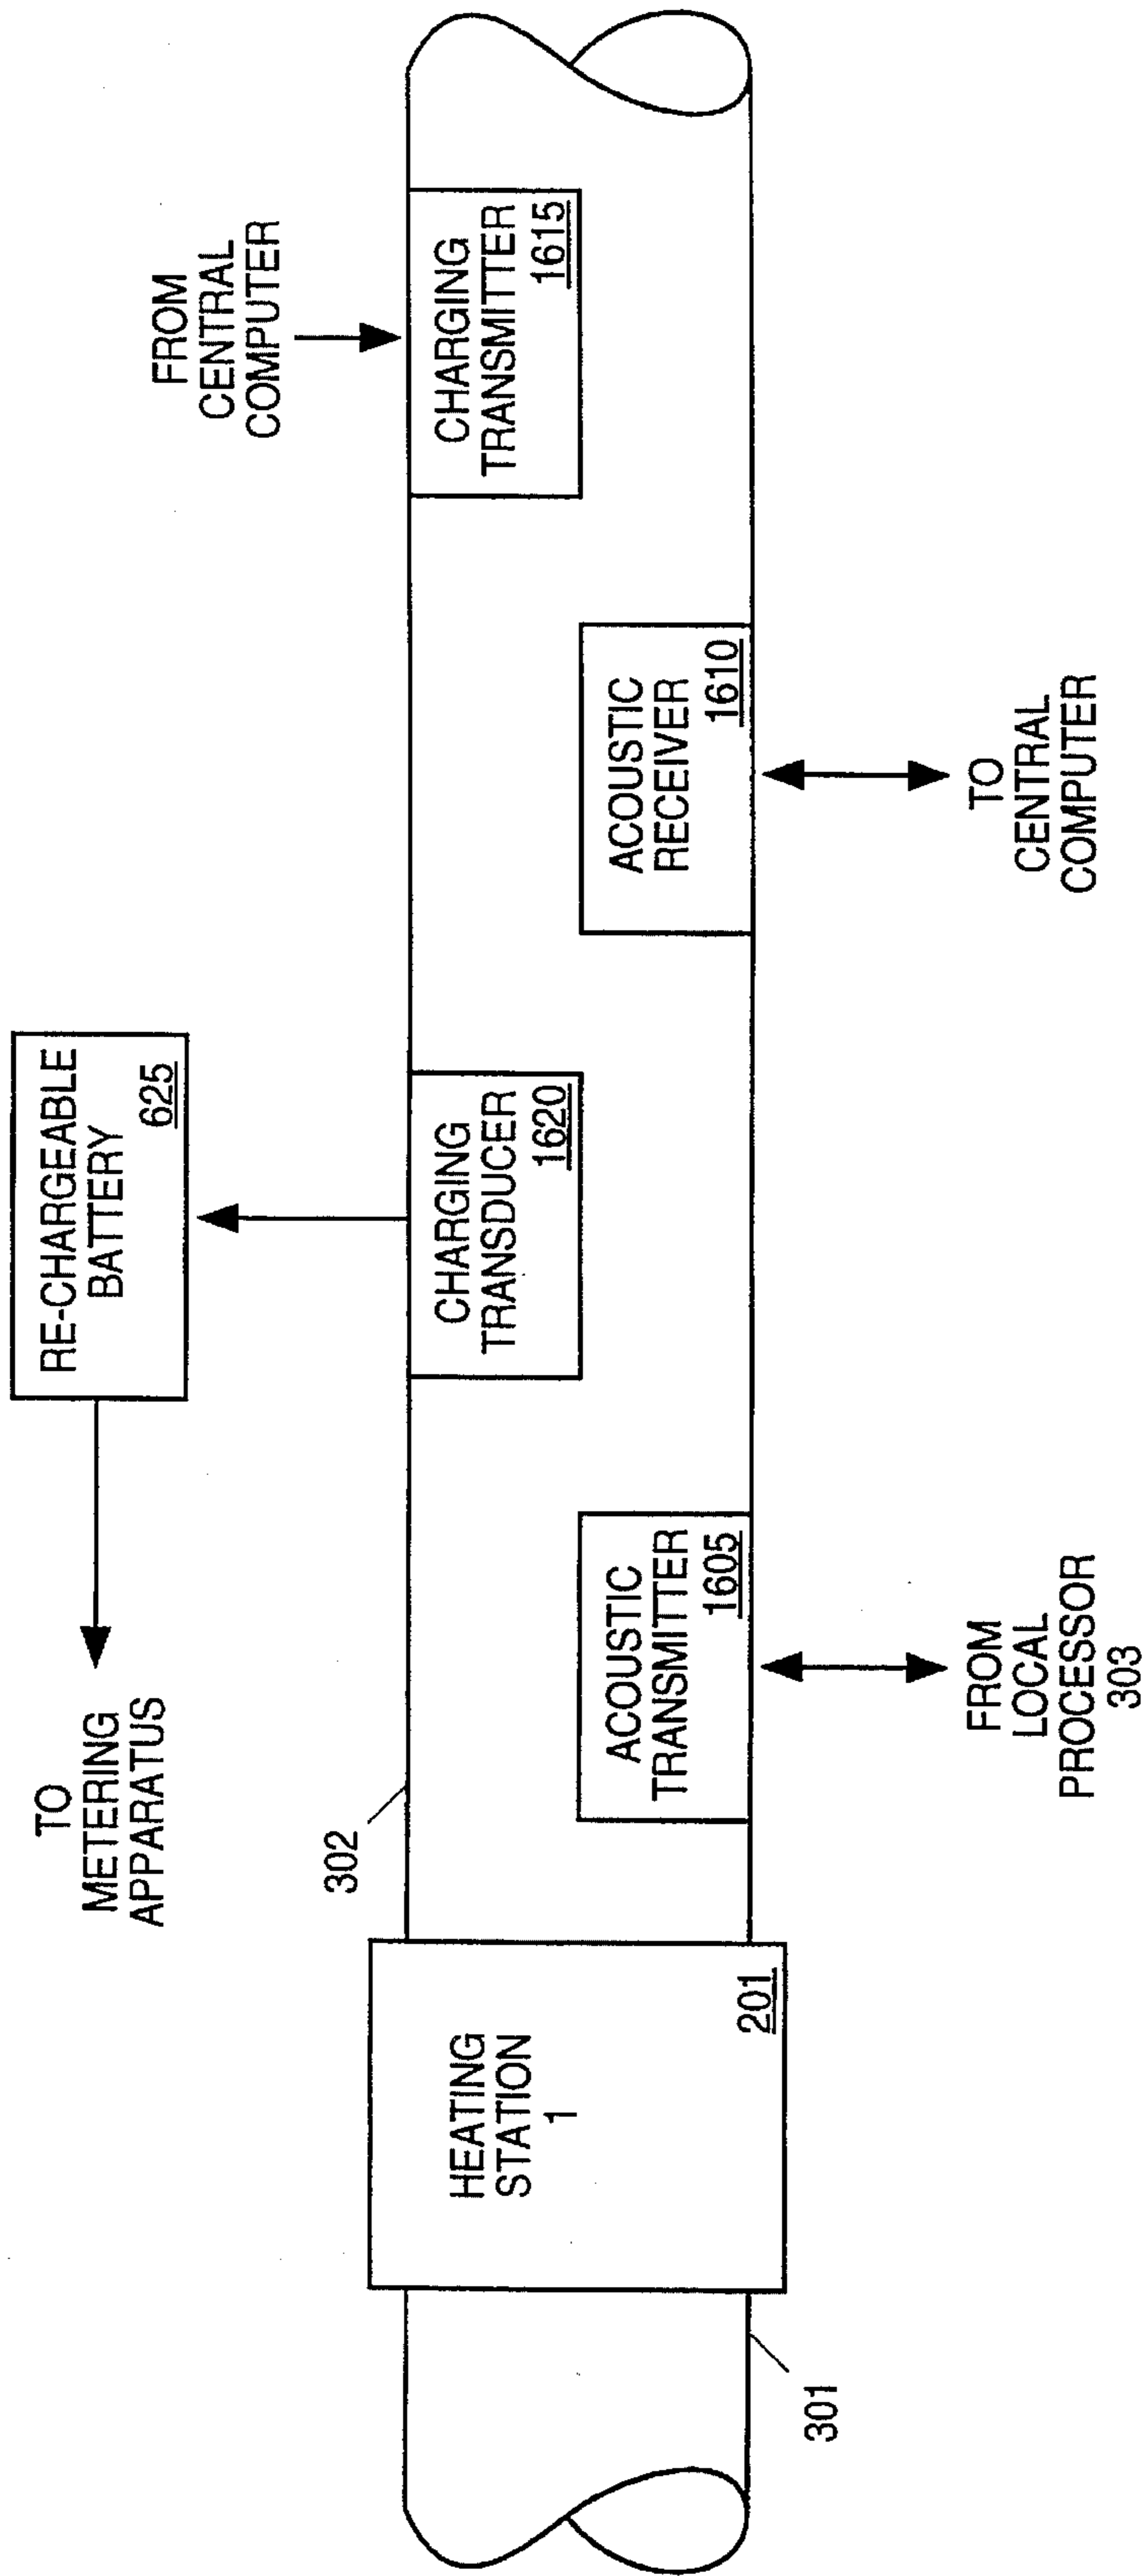 TO
METERING
APPARATUS
RE-CHARGEABLE
BATTERY
625
FROM
CENTRAL
COMPUTER
302
HEATING
STATION
1
201
CHARGING
TRANSDUCER
1620
CHARGING
TRANSMITTER
1615
ACOUSTIC
TRANSMITTER
1605
ACOUSTIC
RECEIVER
1610
301
FROM
LOCAL
PROCESSOR
303
TO
CENTRAL
COMPUTER